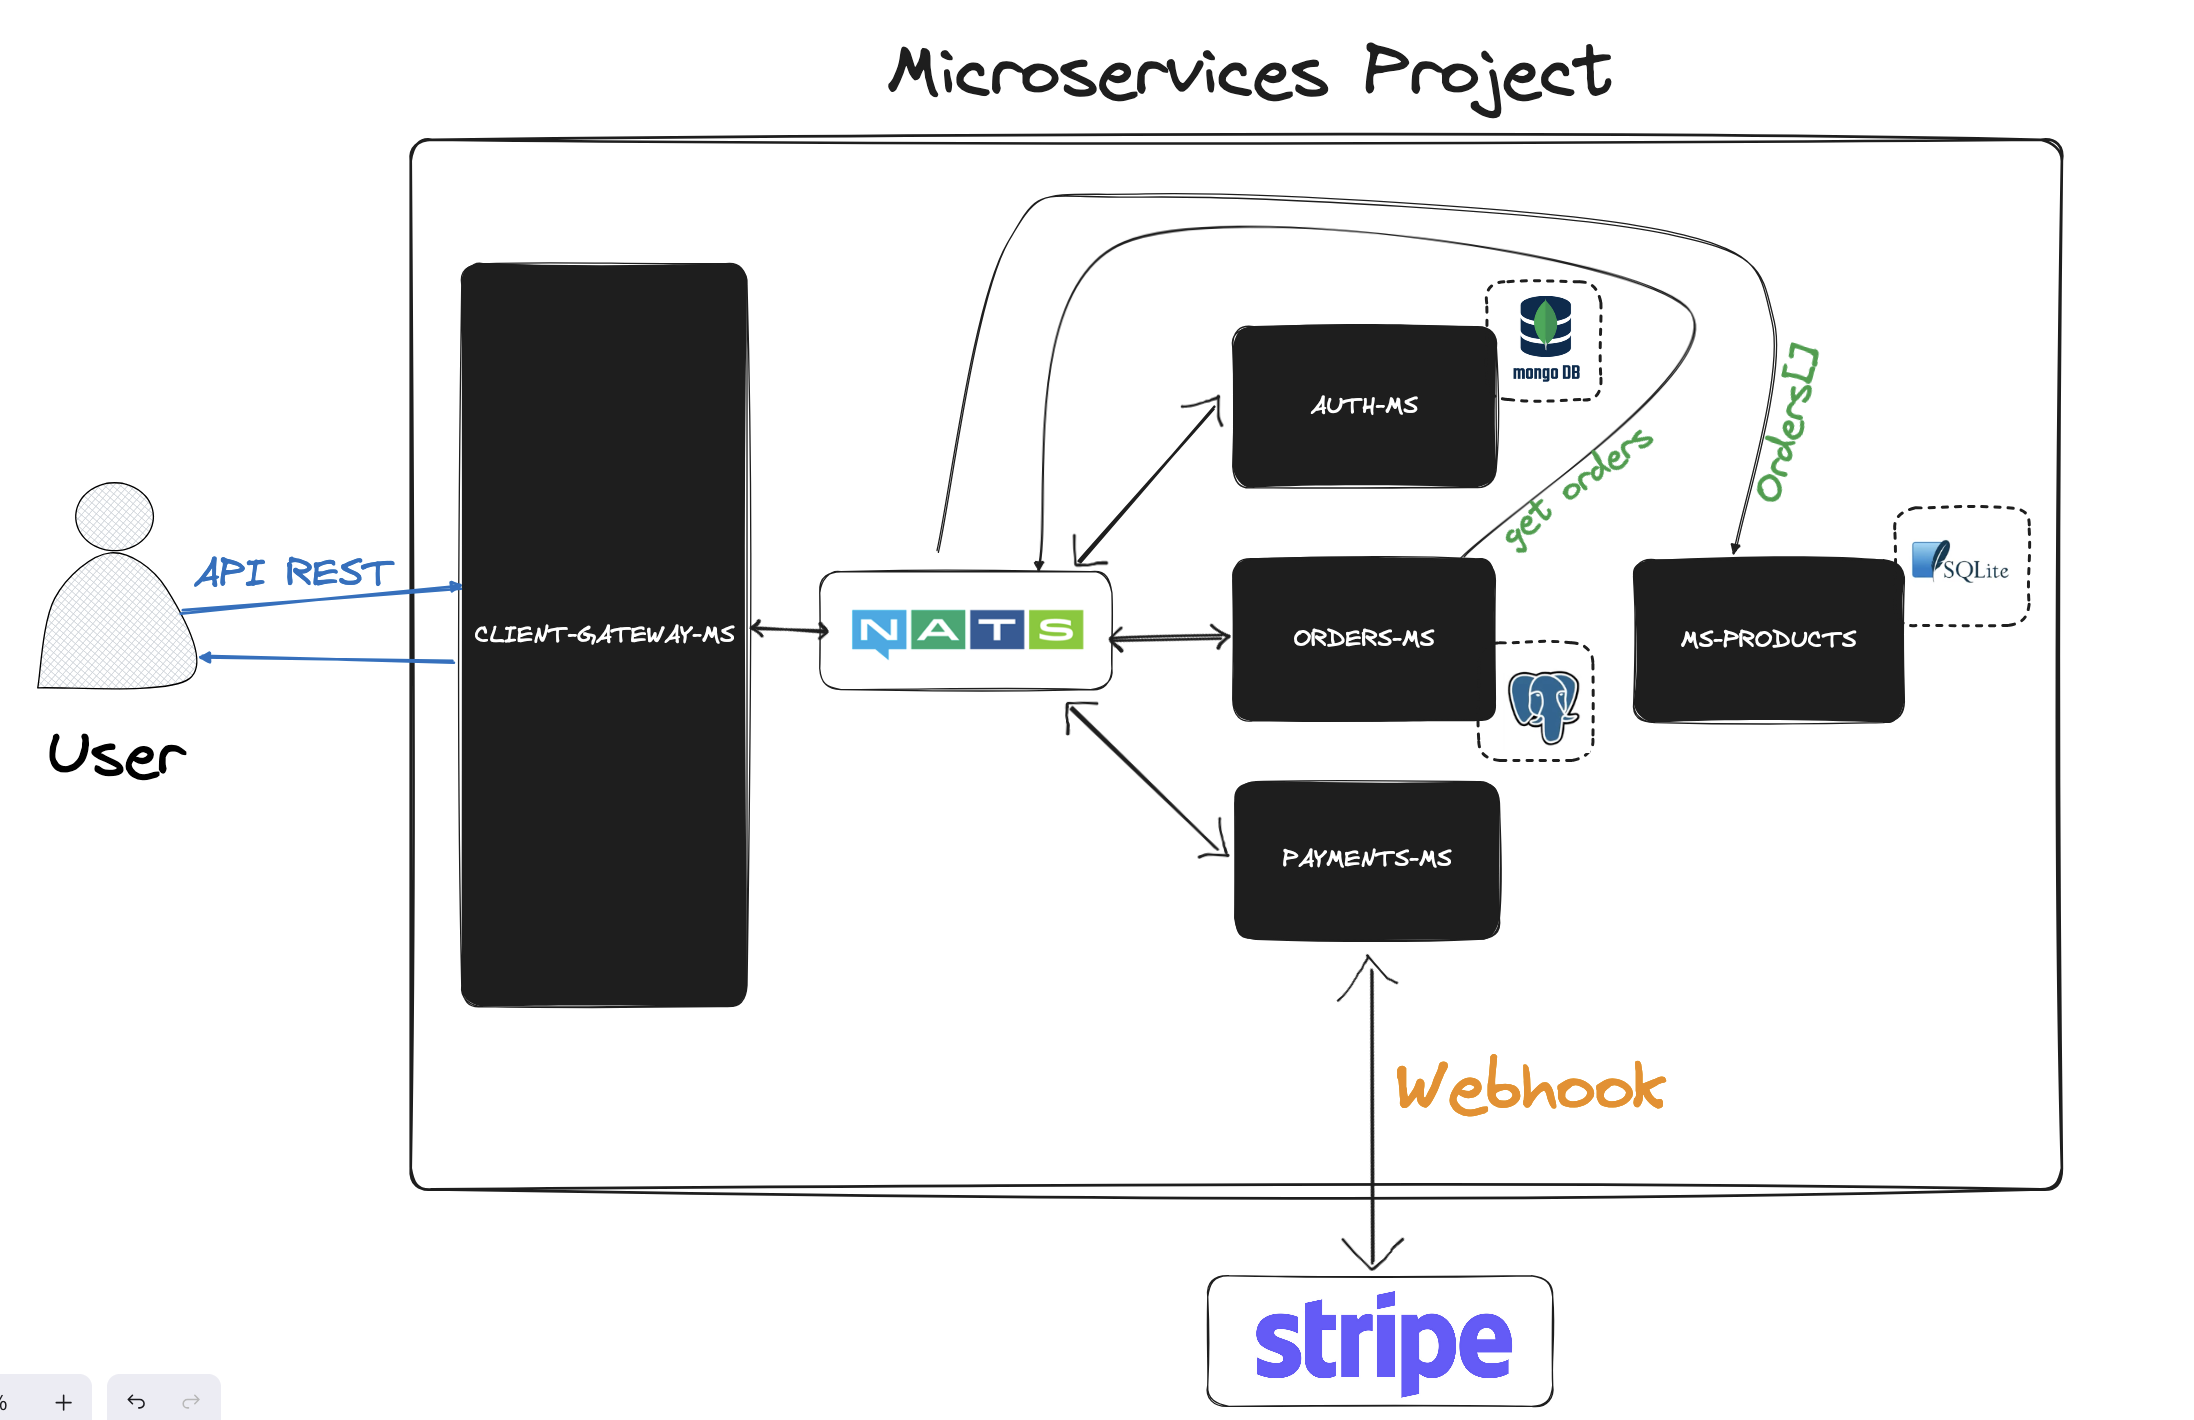 Microservices Project
mongo DB
AUTH-MS
Orders[]
get orders
API REST
SQLite
CLIENT-GATEWAY-MS
NATS
ORDERS-MS
MS-PRODUCTS
User
PAYMENTS-MS
Webhook
stripe
%